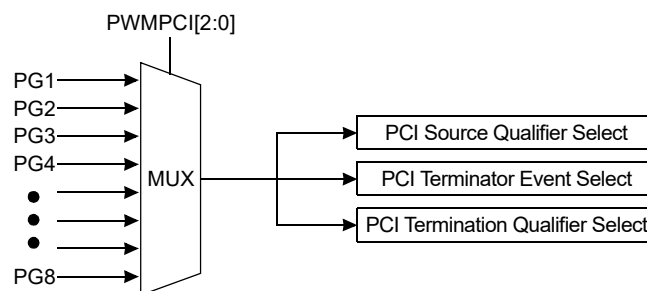 PWMPCI[2:0]
PG1
PG2
PG3
PG4
PG8
MUX
PCI Source Qualifier Select
PCI Terminator Event Select
PCI Termination Qualifier Select